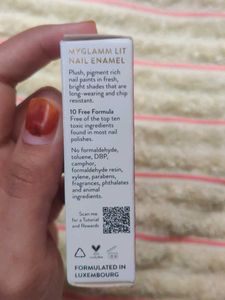 MYGLAMM LIT
NAIL ENAMEL
Plush, pigment rich
nail paints in fresh,
bright shades that are
long-wearing and chip
resistant.
10 Free Formula
Free of the top ten
toxic ingredients
found in most nail
polishes.
No formaldehyde,
toluene, DBP,
camphor,
formaldehyde resin,
xylene, parabens,
fragrances, phthalates
and animal
ingredients.
Scan me
for a Tutorial
and Rewards
FORMULATED IN
LUXEMBOURG